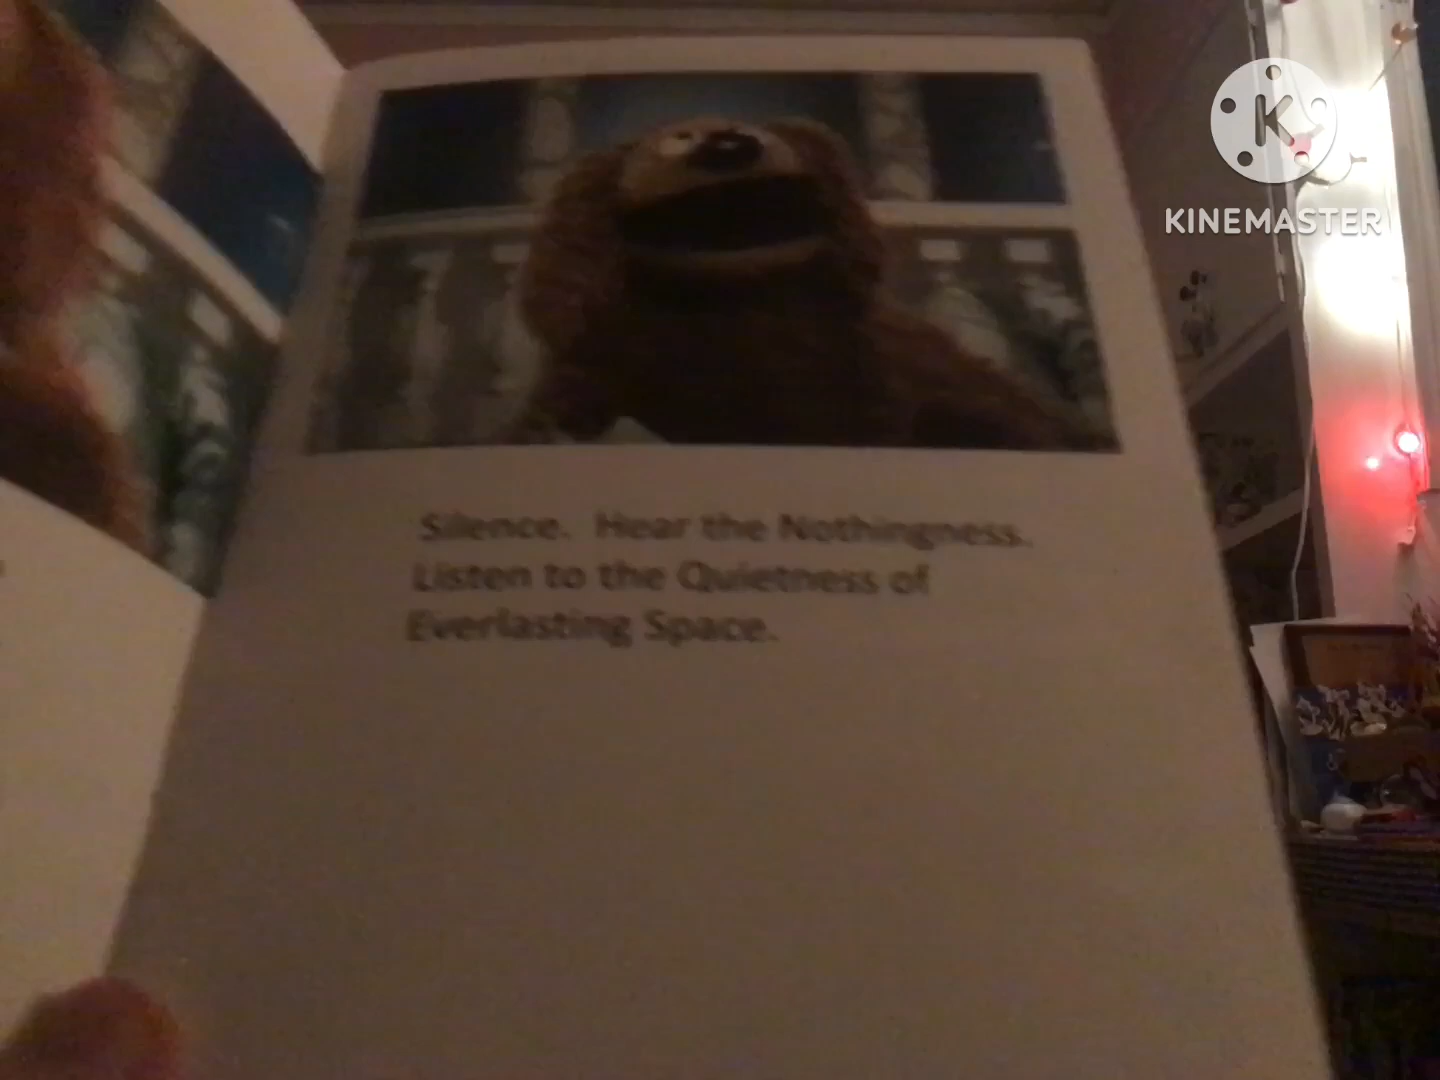 KINEMASTER
Silence. Hear the Nothingness.
Listen to the Quietness of
Everlasting Space.